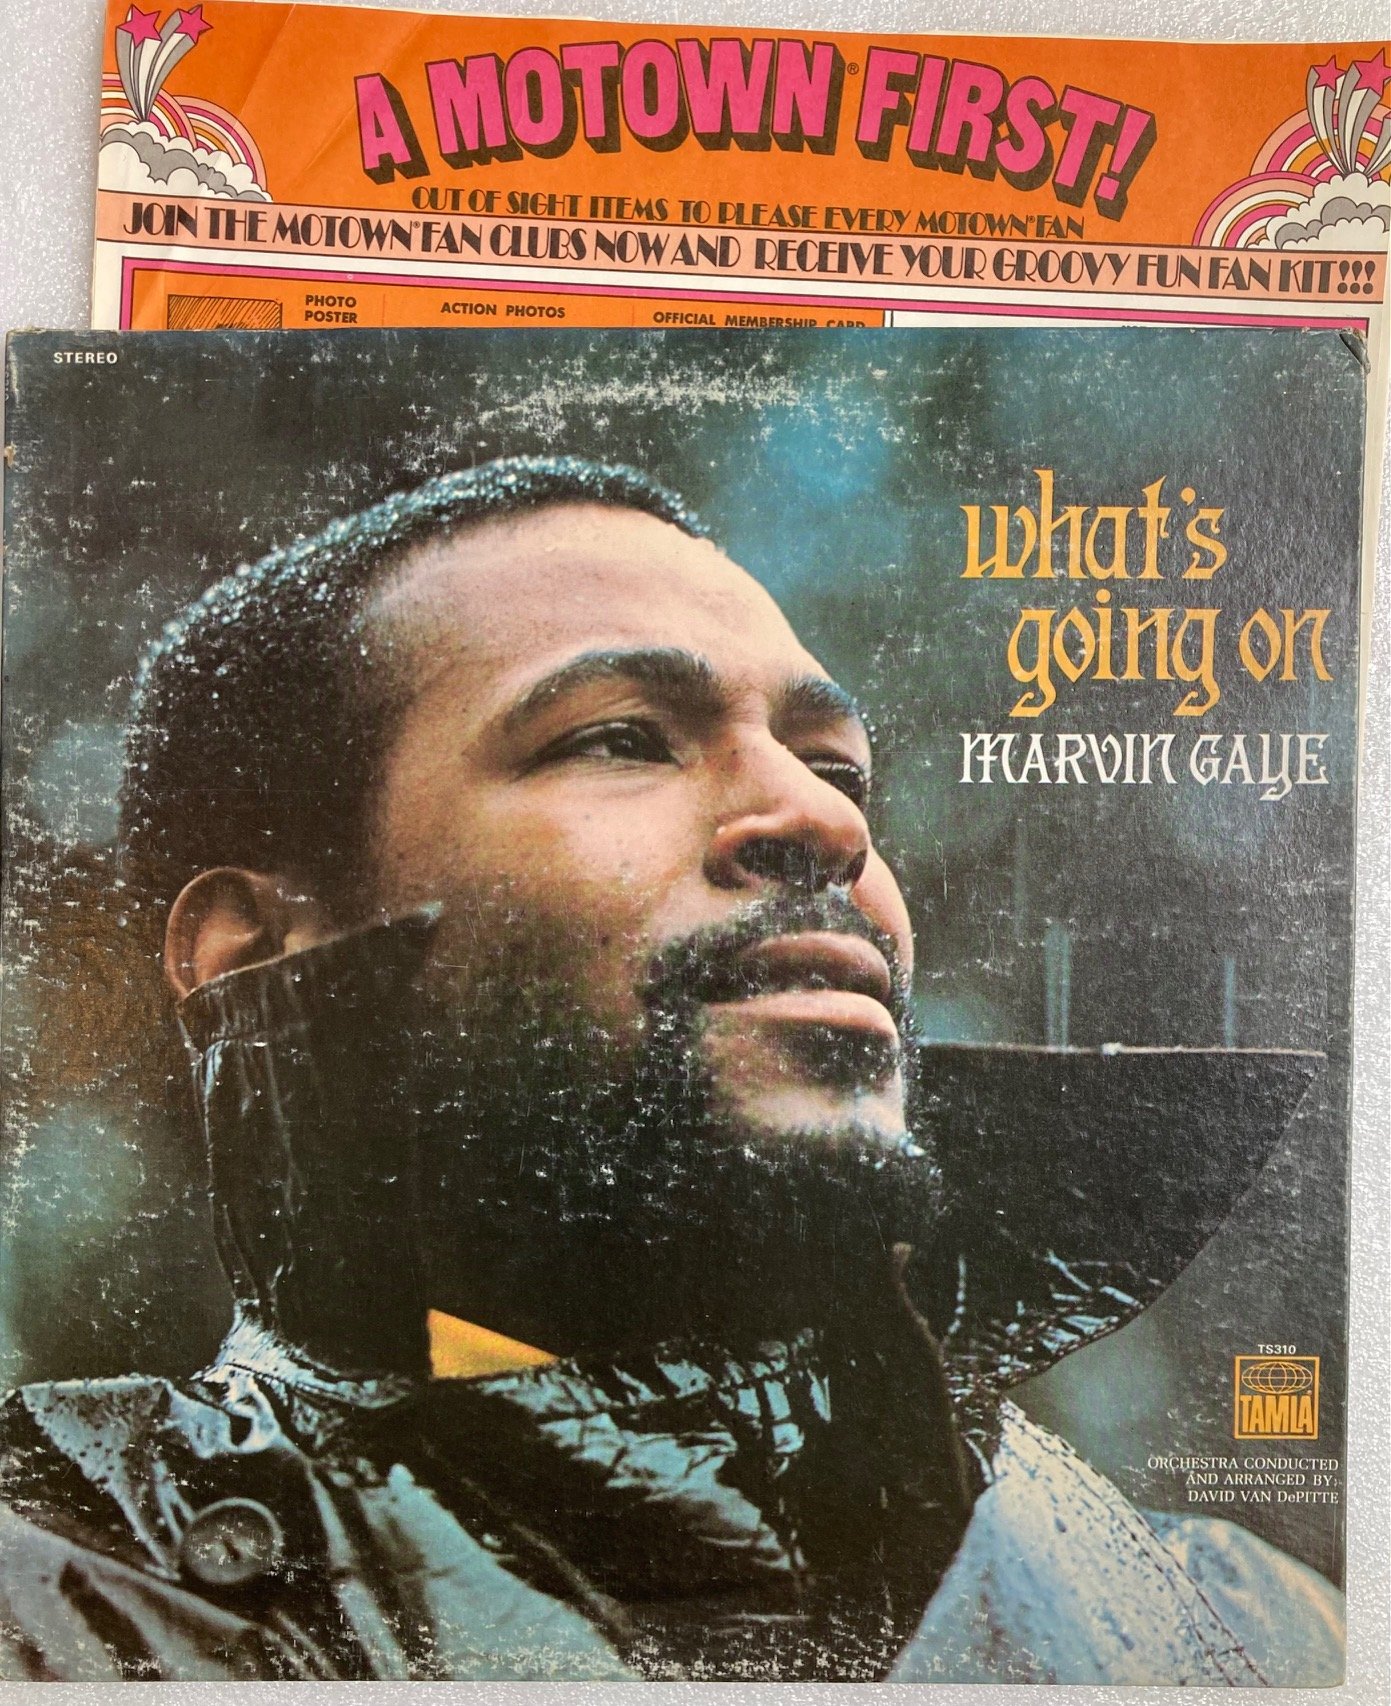 A MOTOWN® FIRST!
OUT OF SIGHT ITEMS TO PLEASE EVERY MOTOWN® FAN
JOIN THE MOTOWN® FAN CLUBS NOW AND RECEIVE YOUR GROOVY FUN FAN KIT!!!
PHOTO
POSTER
ACTION PHOTOS
OFFICIAL MEMBERSHIP CARD
STEREO
what's
going on
MARVIN GAYE
TS310
TAMLA
ORCHESTRA CONDUCTED
AND ARRANGED BY:
DAVID VAN DePITTE